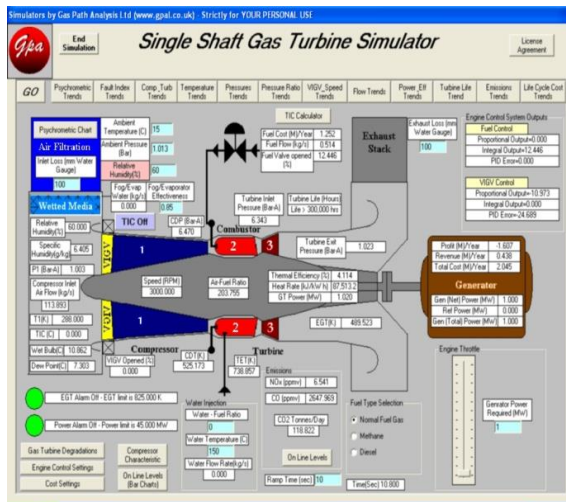 Simulators by Gas Path Analysis Ltd (www.gpal.co.uk) - Strictly for YOUR PERSONAL USE
Gpa
End Simulation
Single Shaft Gas Turbine Simulator
License Agreement
GO
Psychrometric Trends
Fault Index Trends
Comp_Turb Trends
Temperature Trends
Pressures Trends
Pressure Ratio Trends
VIGV_Speed Trends
Flow Trends
Power_Eff Trends
Turbine Life Trend
Emissions Trends
Life Cycle Cost Trend
Psychrometric Chart
Air Filtration
Inlet Loss (mm Water Gauge)
100
Wetted Media
Ambient Temperature (C) 15
Ambient Pressure (Bar) 1.013
Relative Humidity(%) 60
Fog/Evap Water (kg/s)
0.000
Fog/Evaporator Effectiveness
0.85
TIC Off
TIC Calculator
Fuel Cost (M)/Year 1.252
Fuel Flow (kg/s) 0.514
Fuel Valve opened (%) 12.446
Exhaust Stack
Exhaust Loss (mm Water Gauge)
100
Engine Control System Outputs
Fuel Control
Proportional Output=0.000
Integral Output=12.446
PID Error=0.000
VIGV Control
Proportional Output=-10.973
Integral Output=0.000
PID Error=-24.689
Relative Humidity(%) 60.000
Specific Humidity(g/kg) 6.405
P1 (Bar-A) 1.003
Compressor Inlet Air Flow (kg/s)
113.893
T1(K) 288.000
TIC (C) 0.000
Wet Bulb(C) 10.862
Dew Point(C) 7.303
CDP (Bar-A)
6.470
Combustor
Turbine Inlet Pressure (Bar-A)
6.343
Turbine Life (Hours)
Life > 300,000 hrs
Turbine Exit Pressure (Bar-A) 1.023
VIGV
1
2
3
Speed (RPM)
3000.000
Air-Fuel Ratio
203.755
Thermal Efficiency (%) 4.114
Heat Rate (kJ/kW h) 87,513.2
GT Power (MW) 1.020
EGT(K) 489.523
VIGV
1
2
3
VIGV Opened (%)
0.000
Compressor
CDT(K)
525.173
Turbine
TET(K)
738.857
Profit (M)/Year -1.607
Revenue (M)/Year 0.438
Total Cost (M)/Year 2.045
Generator
Gen (Net) Power (MW) 1.000
Ref Power (MW) 0.000
Gen (Total) Power (MW) 1.000
EGT Alarm Off - EGT limit is 825.000 K
Power Alarm Off - Power limit is 45.000 MW
Gas Turbine Degradations
Engine Control Settings
Cost Settings
Compressor Characteristic
On Line Levels (Bar Charts)
Water Injection
Water - Fuel Ratio
0
Water Temperature (C)
150
Water Flow Rate(kg/s)
0.000
Emissions
NOx (ppmv) 6.541
CO (ppmv) 2647.969
CO2 Tonnes/Day
118.822
On Line Levels
Ramp Time (sec) 10
Fuel Type Selection
Normal Fuel Gas
Methane
Diesel
Time(Sec) 10.800
Engine Throttle
Genrator Power Required (MW)
1